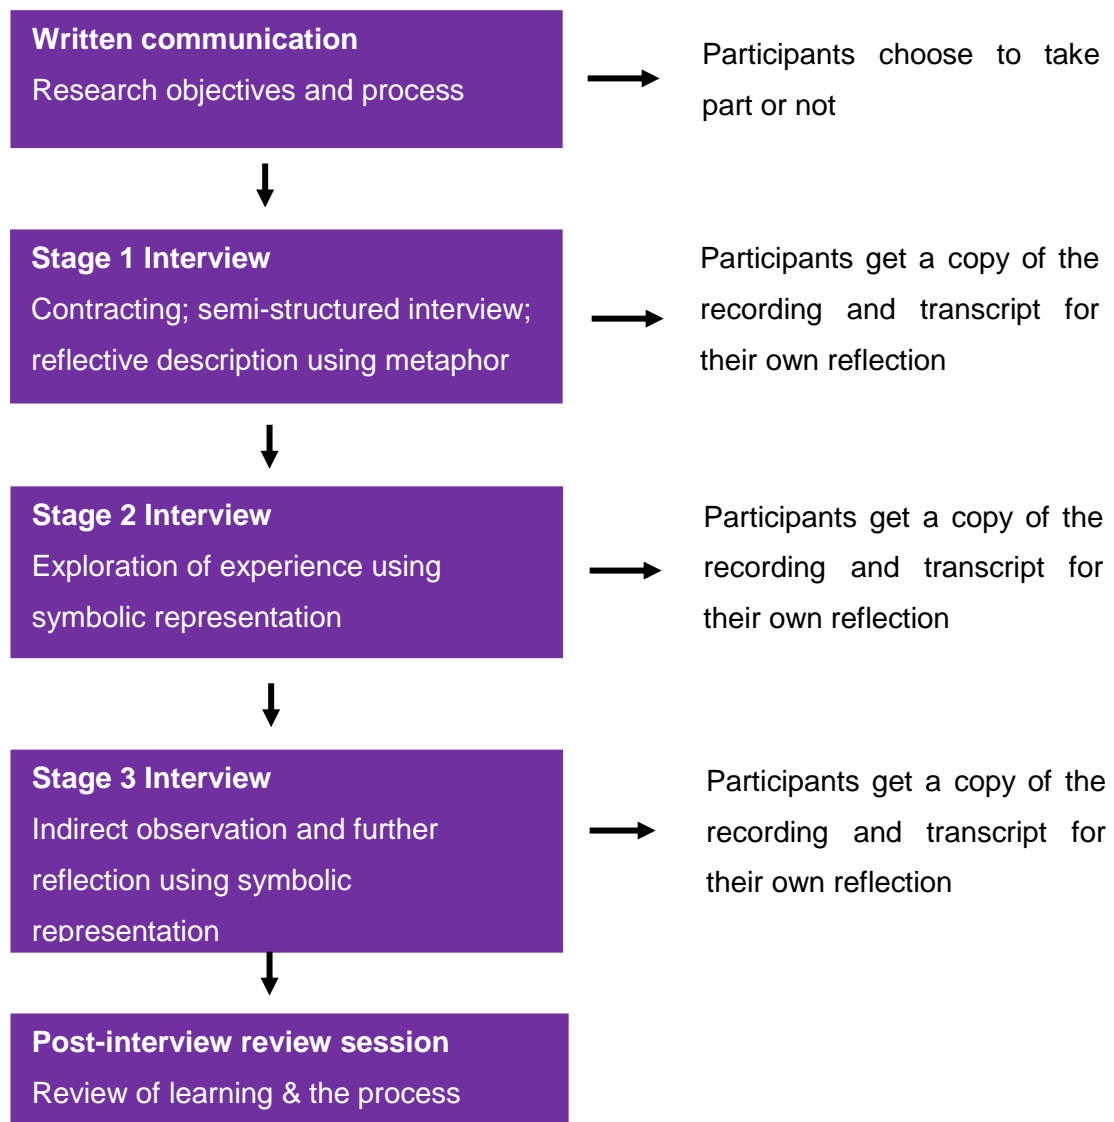 Written communication
Research objectives and process
Participants choose to take
part or not
Stage 1 Interview
Contracting; semi-structured interview;
reflective description using metaphor
Participants get a copy of the
recording and transcript for
their own reflection
Stage 2 Interview
Exploration of experience using
symbolic representation
Participants get a copy of the
recording and transcript for
their own reflection
Stage 3 Interview
Indirect observation and further
reflection using symbolic
representation
Participants get a copy of the
recording and transcript for
their own reflection
Post-interview review session
Review of learning & the process